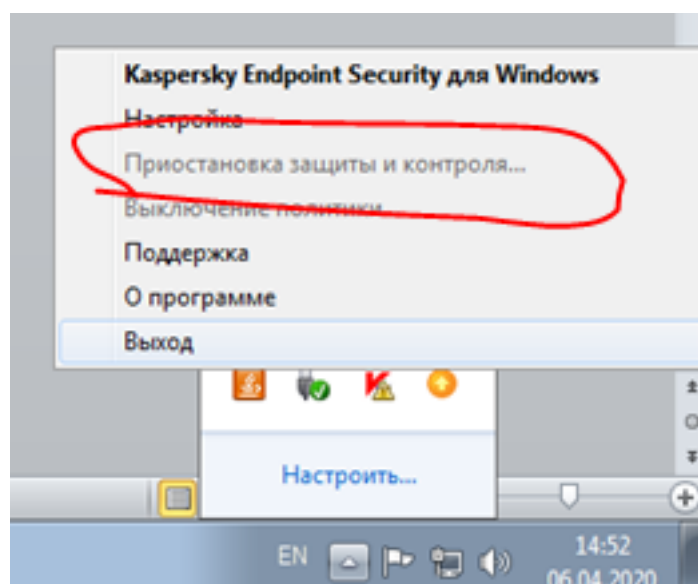 Kaspersky Endpoint Security для Windows
Настройка
Приостановка защиты и контроля...
Выключение политики
Поддержка
О программе
Выход
Настроить...
EN
14:52
06.04.2020